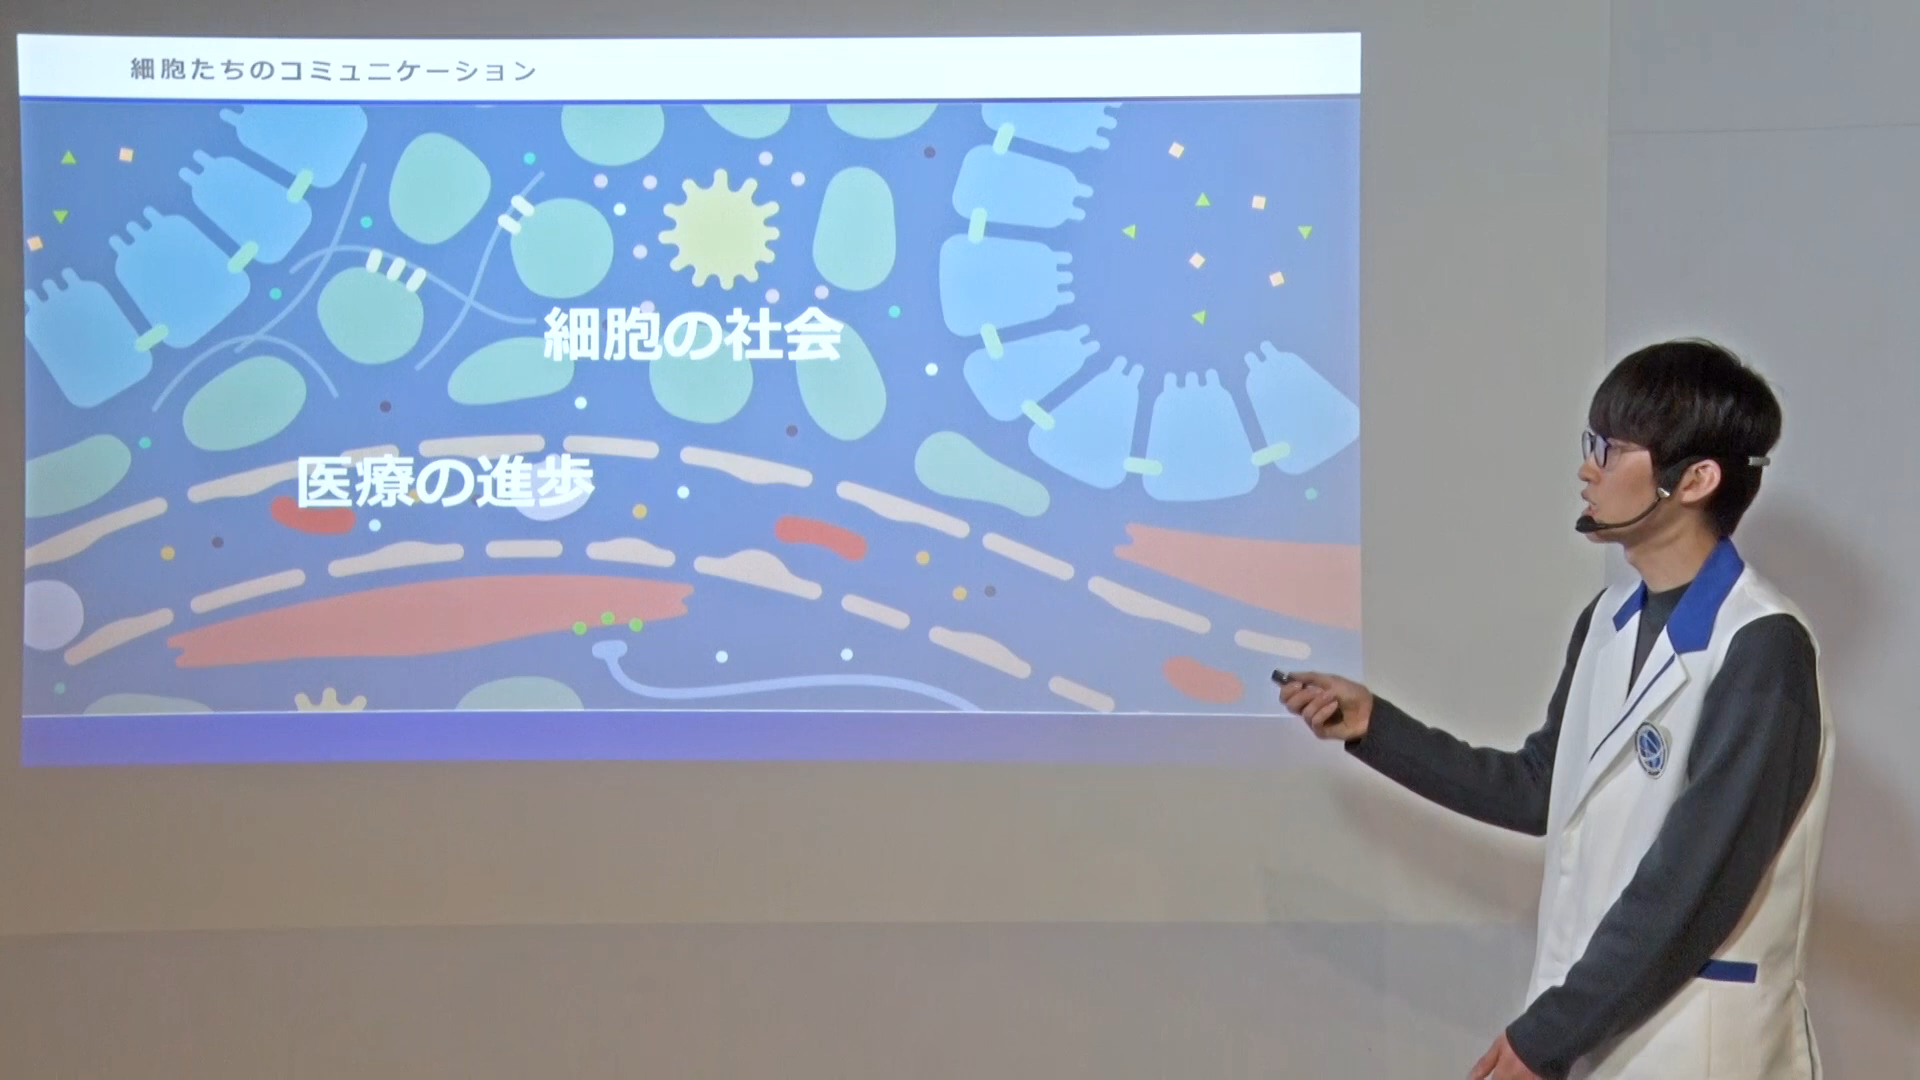 細胞たちのコミュニケーション
細胞の社会
医療の進歩